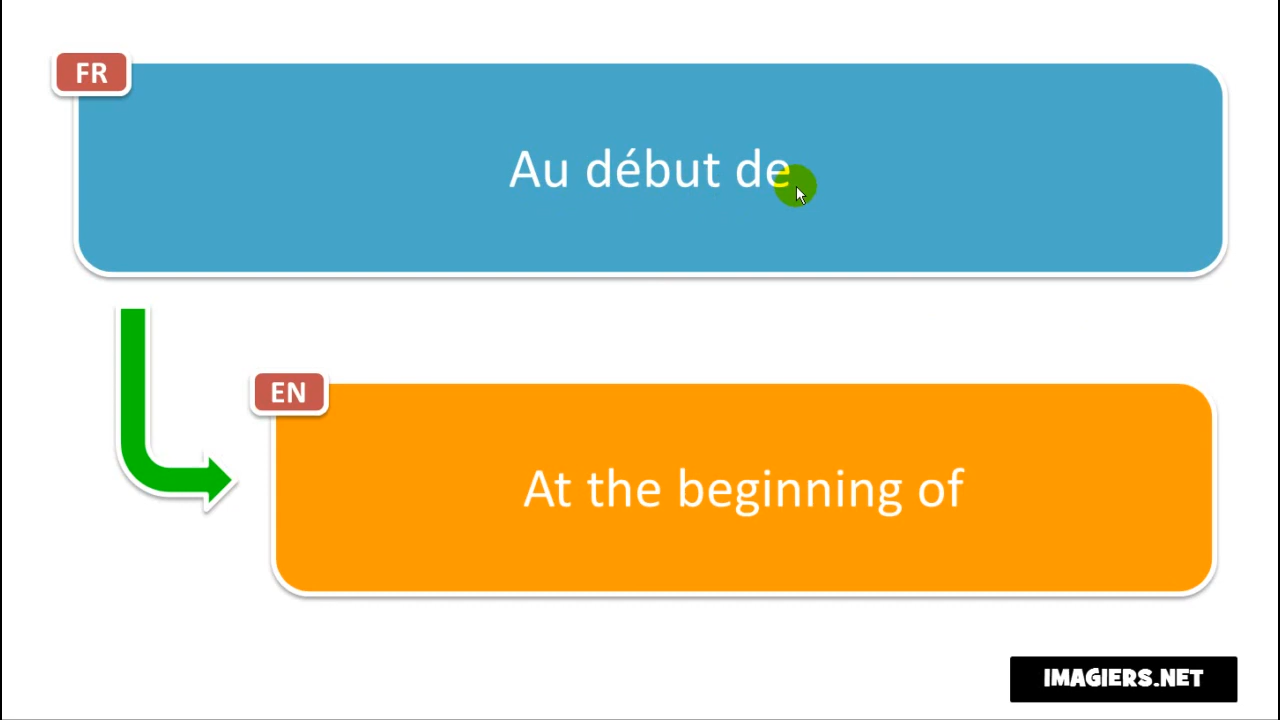 FR
Au début de
EN
At the beginning of
IMAGIERS.NET